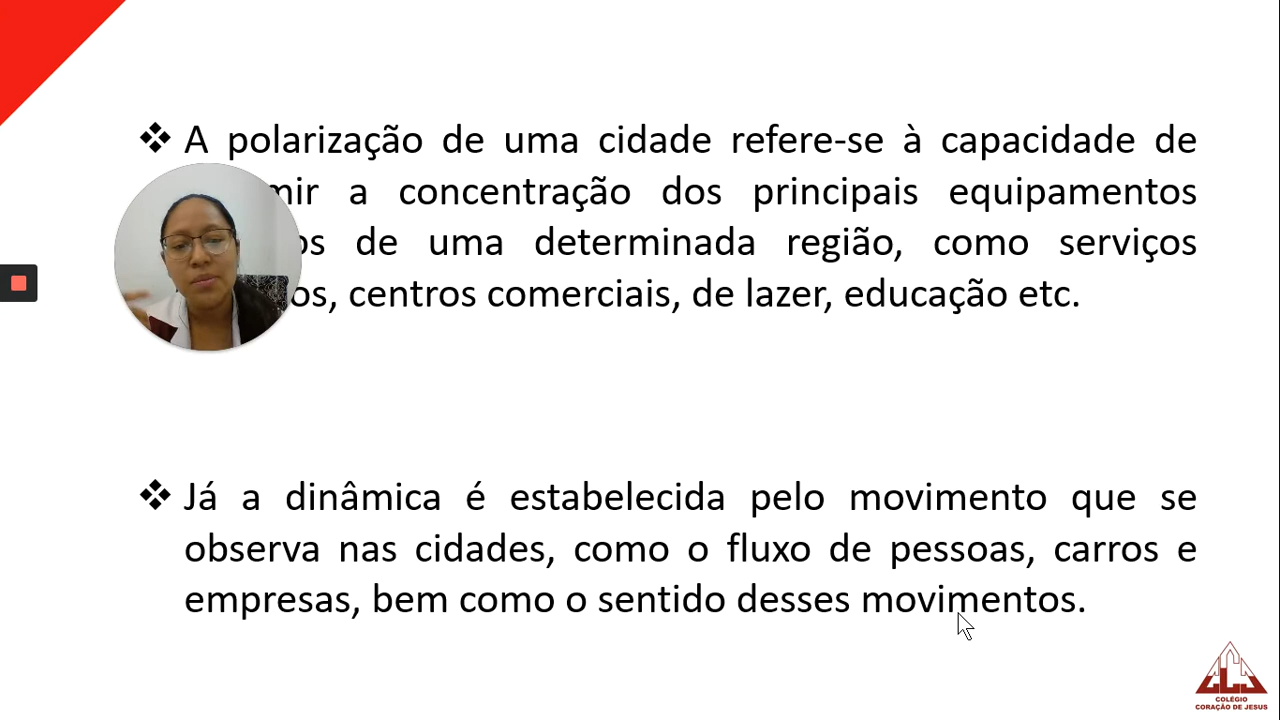 ❖ A polarização de uma cidade refere-se à capacidade de
a concentração dos principais equipamentos
de uma determinada região, como serviços
centros comerciais, de lazer, educação etc.
❖ Já a dinâmica é estabelecida pelo movimento que se
observa nas cidades, como o fluxo de pessoas, carros e
empresas, bem como o sentido desses movimentos.
COLÉGIO
CORAÇÃO DE JESUS